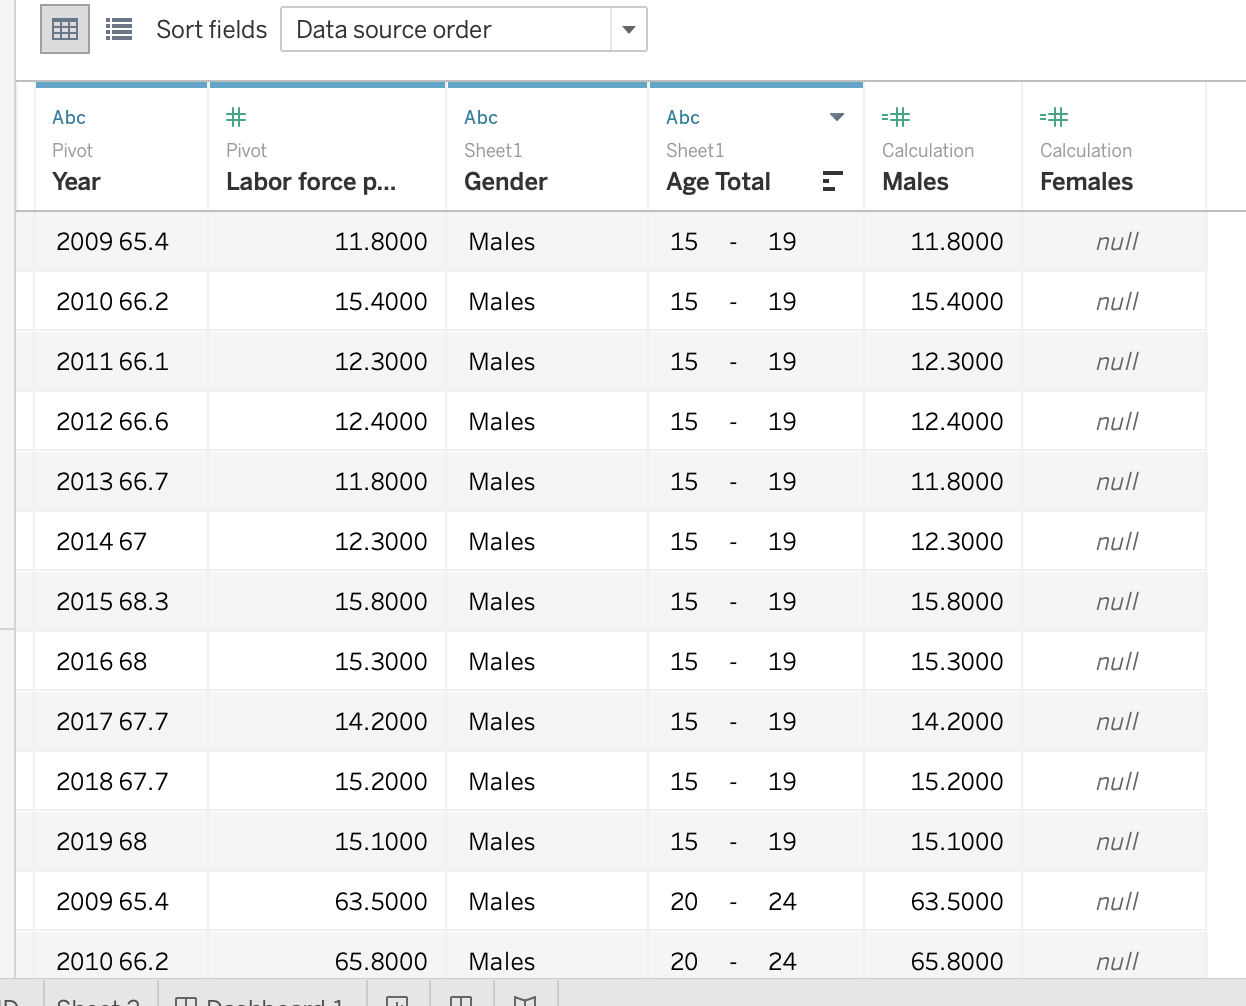 Sort fields Data source order
Abc Abc Abc
Pivot Pivot Sheet1 Sheet1 Calculation Calculation
Year Labor force p... Gender Age Total Males Females
2009 65.4 11.8000 Males 15 - 19 11.8000 null
2010 66.2 15.4000 Males 15 - 19 15.4000 null
2011 66.1 12.3000 Males 15 - 19 12.3000 null
2012 66.6 12.4000 Males 15 - 19 12.4000 null
2013 66.7 11.8000 Males 15 - 19 11.8000 null
2014 67 12.3000 Males 15 - 19 12.3000 null
2015 68.3 15.8000 Males 15 - 19 15.8000 null
2016 68 15.3000 Males 15 - 19 15.3000 null
2017 67.7 14.2000 Males 15 - 19 14.2000 null
2018 67.7 15.2000 Males 15 - 19 15.2000 null
2019 68 15.1000 Males 15 - 19 15.1000 null
2009 65.4 63.5000 Males 20 - 24 63.5000 null
2010 66.2 65.8000 Males 20 - 24 65.8000 null
Dashboard 1